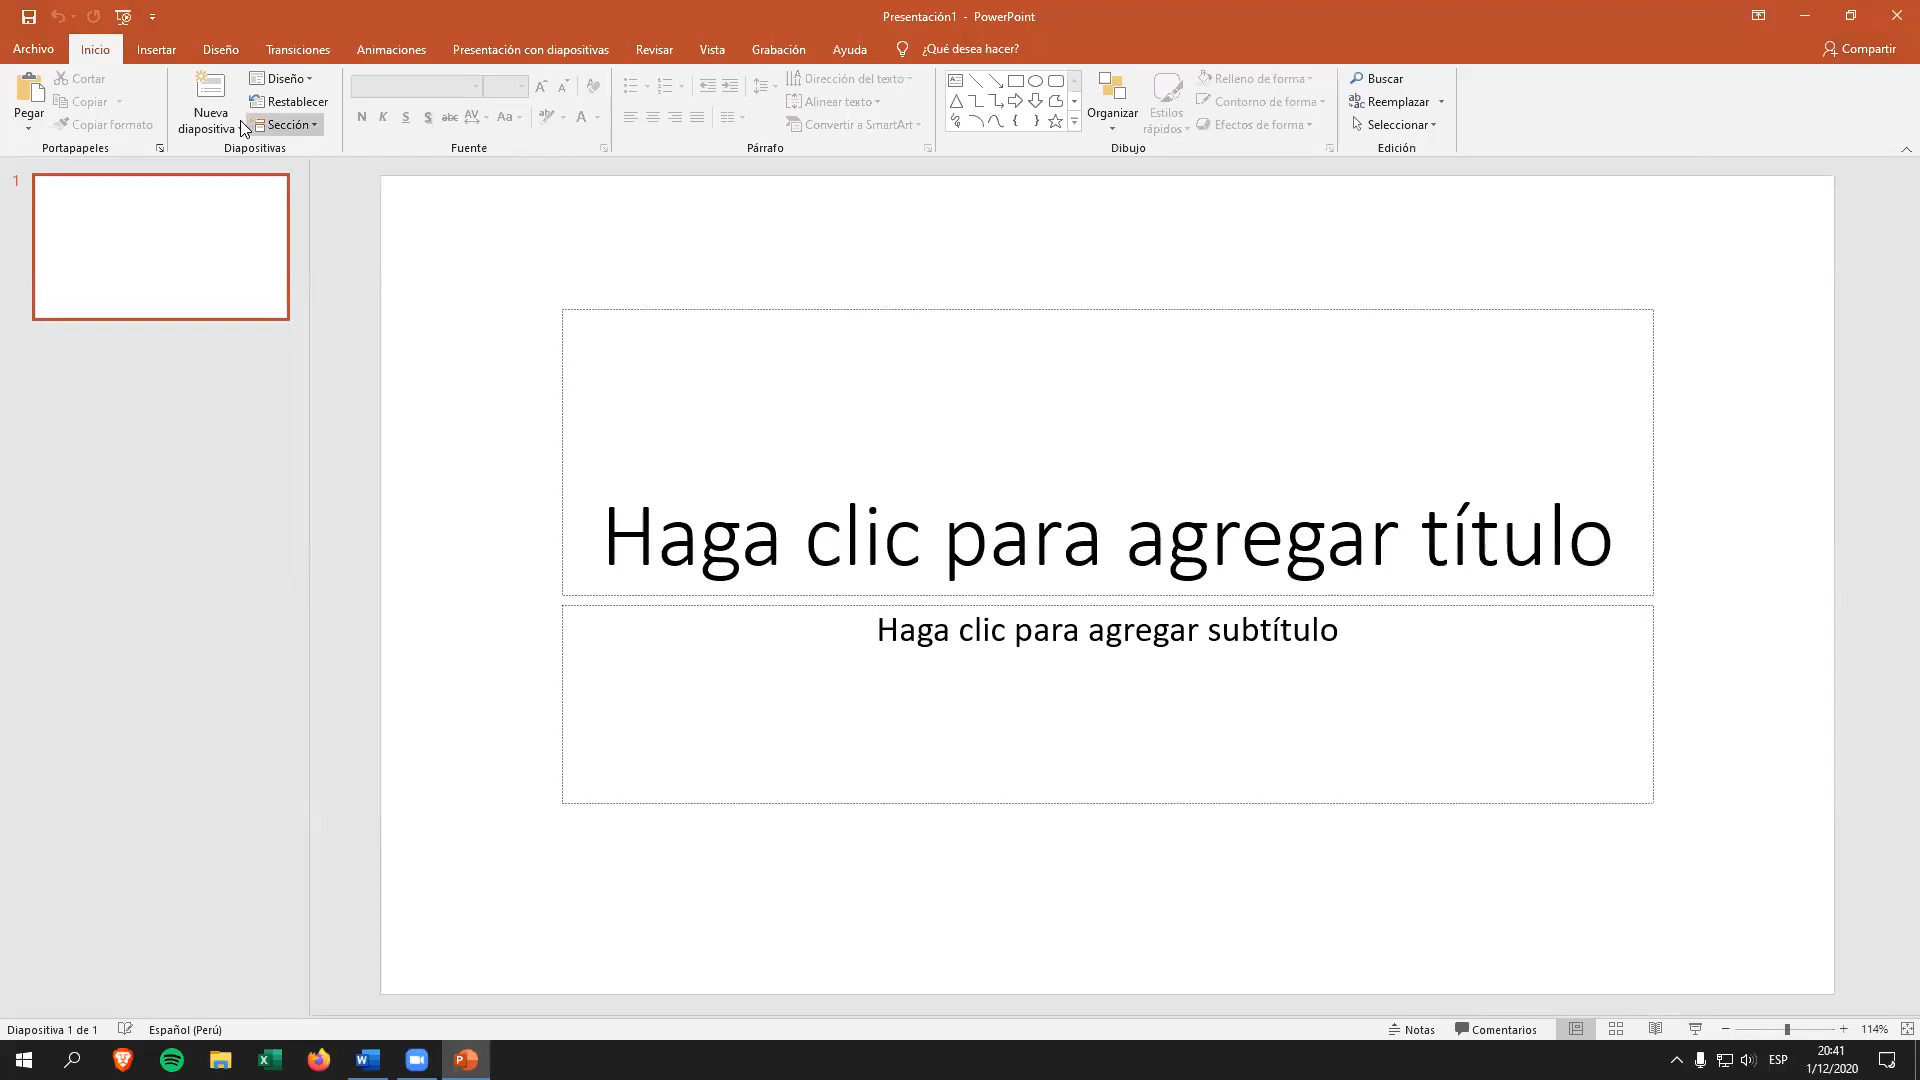 Presentación1 - PowerPoint
Archivo Inicio Insertar Diseño Transiciones Animaciones Presentación con diapositivas Revisar Vista Grabación Ayuda ¿Qué desea hacer? Compartir
Pegar
Cortar
Copiar
Copiar formato
Portapapeles
Nueva
diapositiva
Diseño
Restablecer
Sección
Diapositivas
N K S S abc AV Aa A
Fuente
Dirección del texto
Alinear texto
Convertir a SmartArt
Párrafo
Organizar
Estilos
rápidos
Relleno de forma
Contorno de forma
Efectos de forma
Dibujo
Buscar
Reemplazar
Seleccionar
Edición
1
Haga clic para agregar título
Haga clic para agregar subtítulo
Diapositiva 1 de 1 Español (Perú) Notas Comentarios 114%
ESP
20:41
1/12/2020